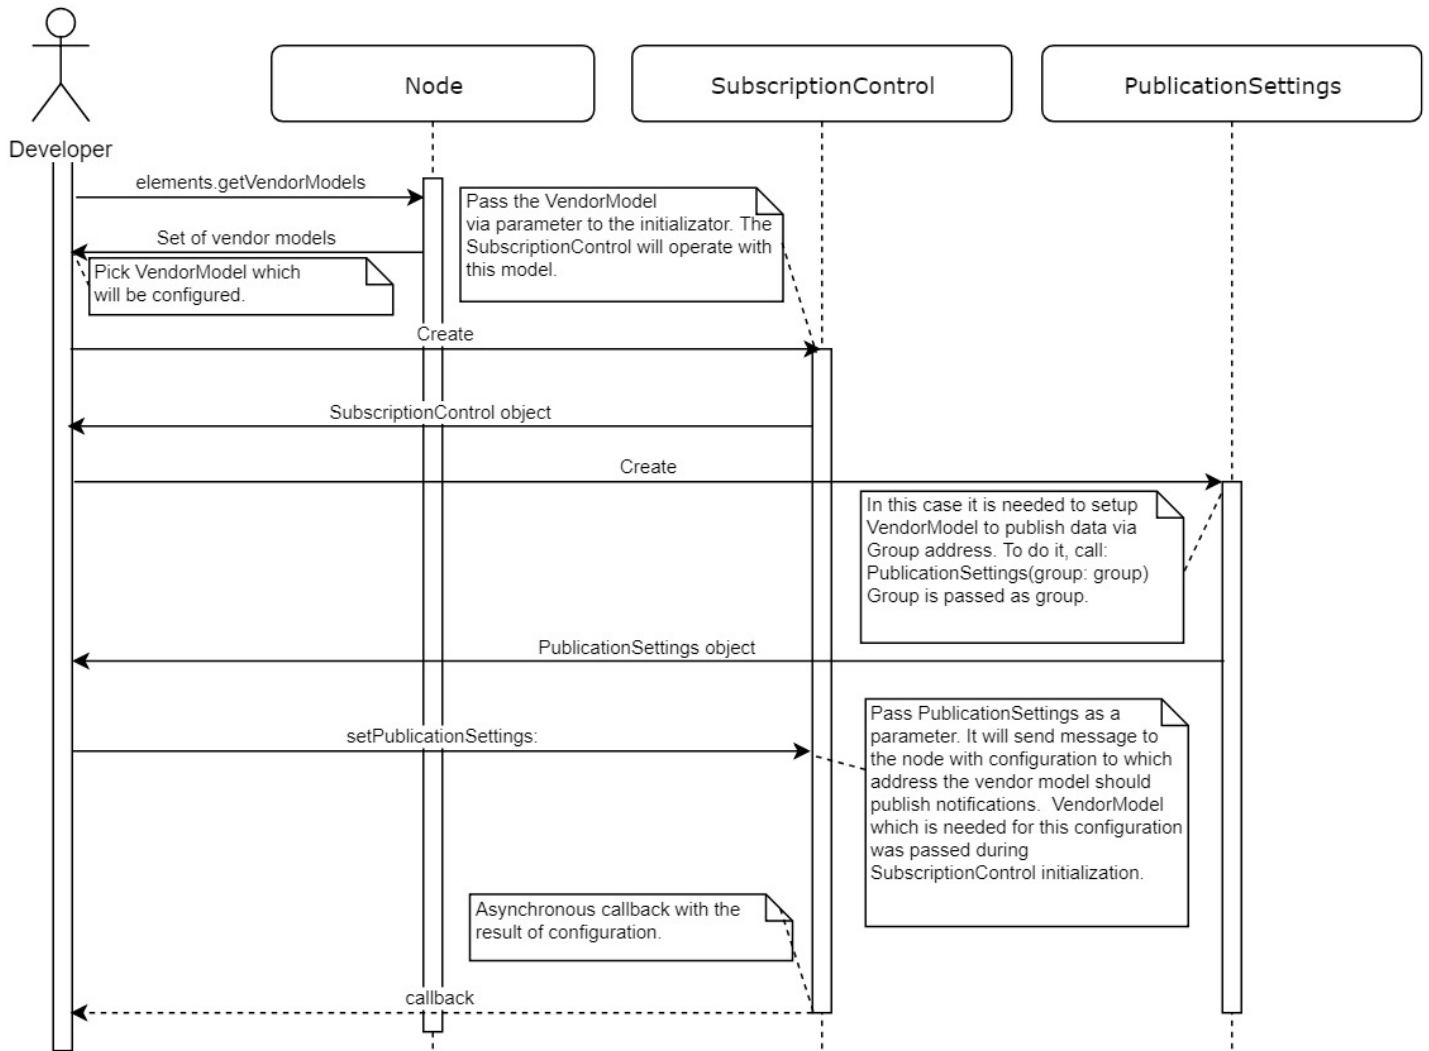 Node
SubscriptionControl
PublicationSettings
Developer
elements.getVendorModels
Pass the VendorModel
via parameter to the initializator. The
SubscriptionControl will operate with
this model.
Set of vendor models
Pick VendorModel which
will be configured.
Create
SubscriptionControl object
Create
In this case it is needed to setup
VendorModel to publish data via
Group address. To do it, call:
PublicationSettings(group: group)
Group is passed as group.
PublicationSettings object
setPublicationSettings:
Pass PublicationSettings as a
parameter. It will send message to
the node with configuration to which
address the vendor model should
publish notifications.  VendorModel
which is needed for this configuration
was passed during
SubscriptionControl initialization.
Asynchronous callback with the
result of configuration.
callback